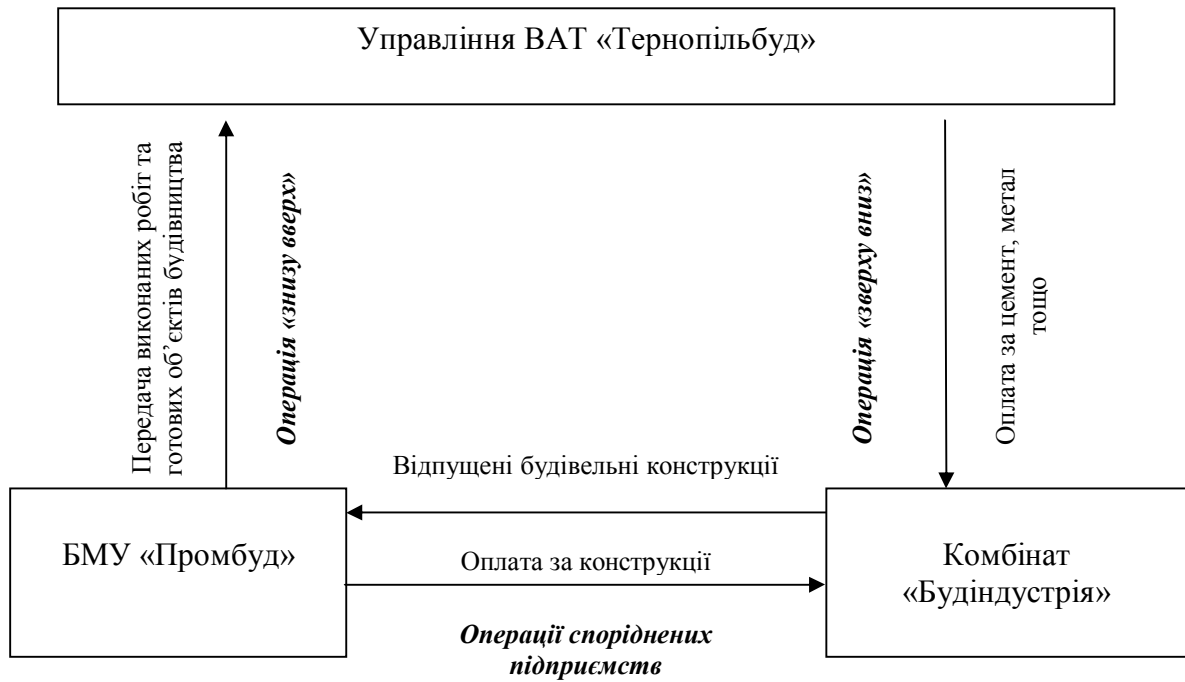 Управління ВАТ «Тернопільбуд»
Передача виконаних робіт та
готових об’єктів будівництва
Операція «знизу вверх»
Операція «зверху вниз»
Оплата за цемент, метал
тощо
Відпущені будівельні конструкції
БМУ «Промбуд»
Оплата за конструкції
Комбінат
«Будіндустрія»
Операції споріднених
підприємств